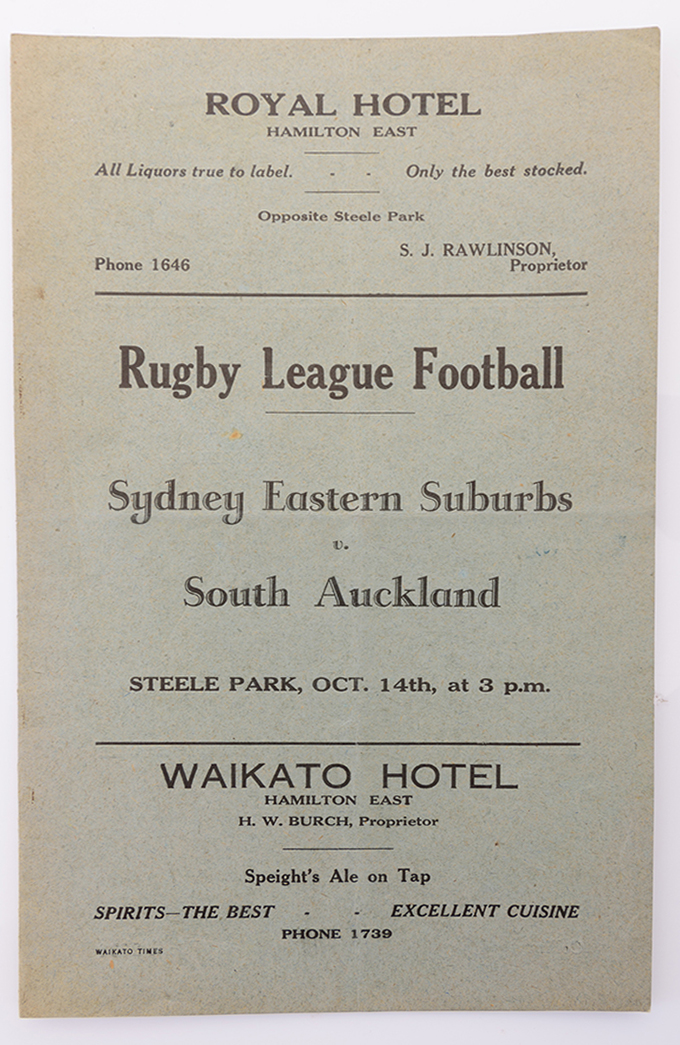 ROYAL HOTEL
HAMILTON EAST
All Liquors true to label. - - Only the best stocked.
Opposite Steele Park
S. J. RAWLINSON,
Phone 1646 Proprietor
Rugby League Football
Sydney Eastern Suburbs
v.
South Auckland
STEELE PARK, OCT. 14th, at 3 p.m.
WAIKATO HOTEL
HAMILTON EAST
H. W. BURCH, Proprietor
Speight's Ale on Tap
SPIRITS—THE BEST - - EXCELLENT CUISINE
PHONE 1739
WAIKATO TIMES